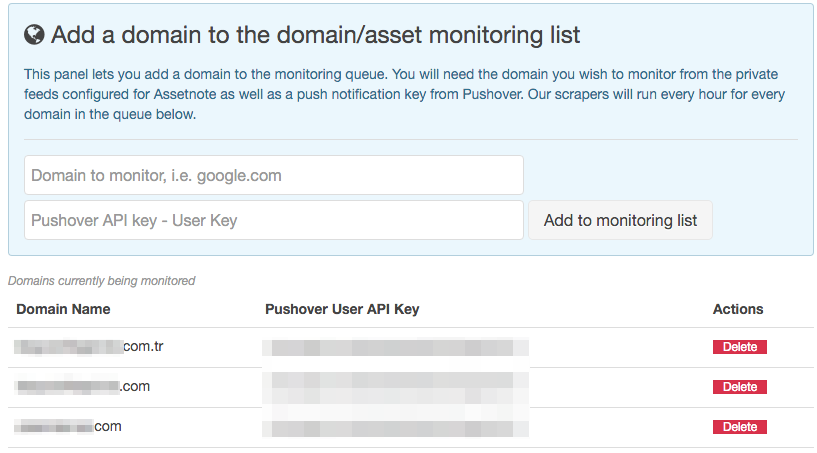 Add a domain to the domain/asset monitoring list
This panel lets you add a domain to the monitoring queue. You will need the domain you wish to monitor from the private
feeds configured for Assetnote as well as a push notification key from Pushover. Our scrapers will run every hour for every
domain in the queue below.
Domain to monitor, i.e. google.com
Pushover API key - User Key
Add to monitoring list
Domains currently being monitored
Domain Name Pushover User API Key Actions
com.tr Delete
.com Delete
com Delete